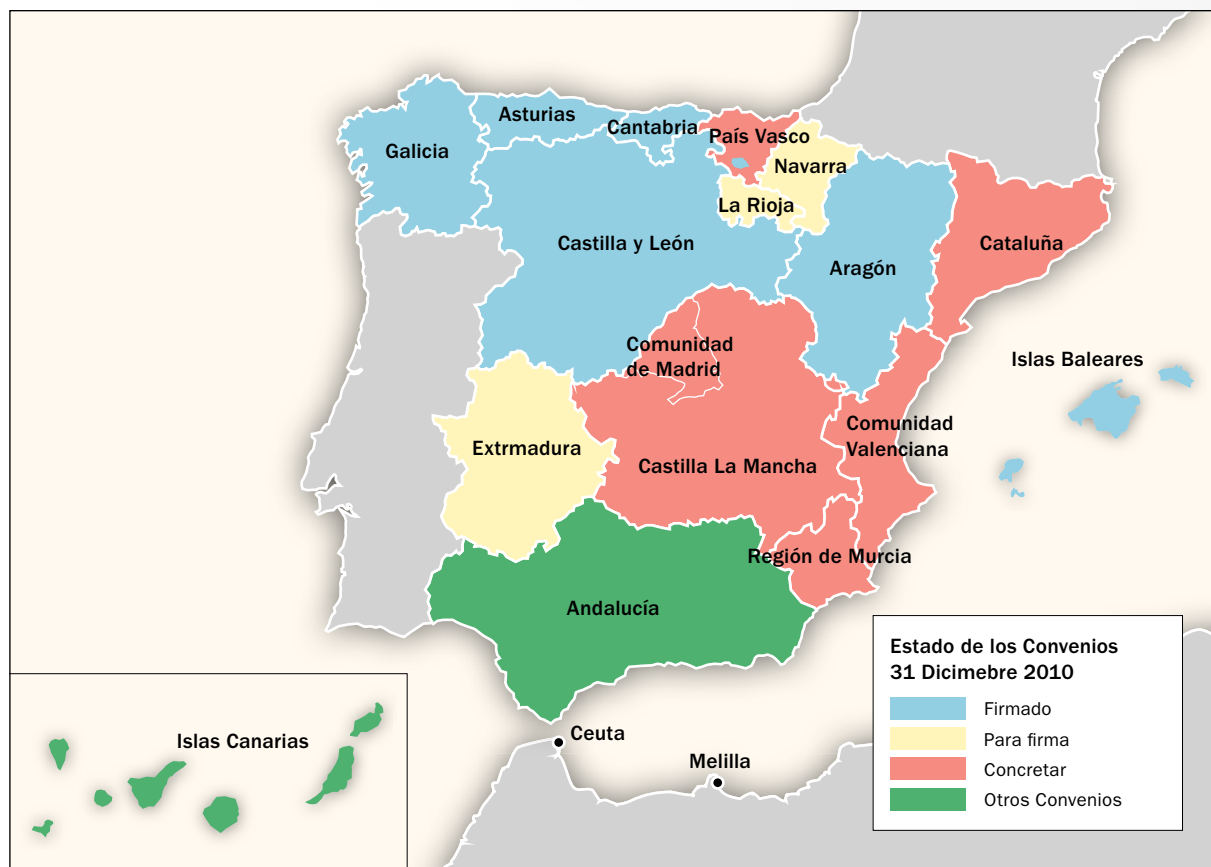 Asturias
Cantabria
País Vasco
Galicia
Navarra
La Rioja
Castilla y León
Cataluña
Aragón
Comunidad
de Madrid
Islas Baleares
Comunidad
Valenciana
Extrmadura
Castilla La Mancha
Región de Murcia
Andalucía
Estado de los Convenios
31 Dicimebre 2010
Firmado
Para firma
Concretar
Otros Convenios
Islas Canarias
Ceuta
Melilla